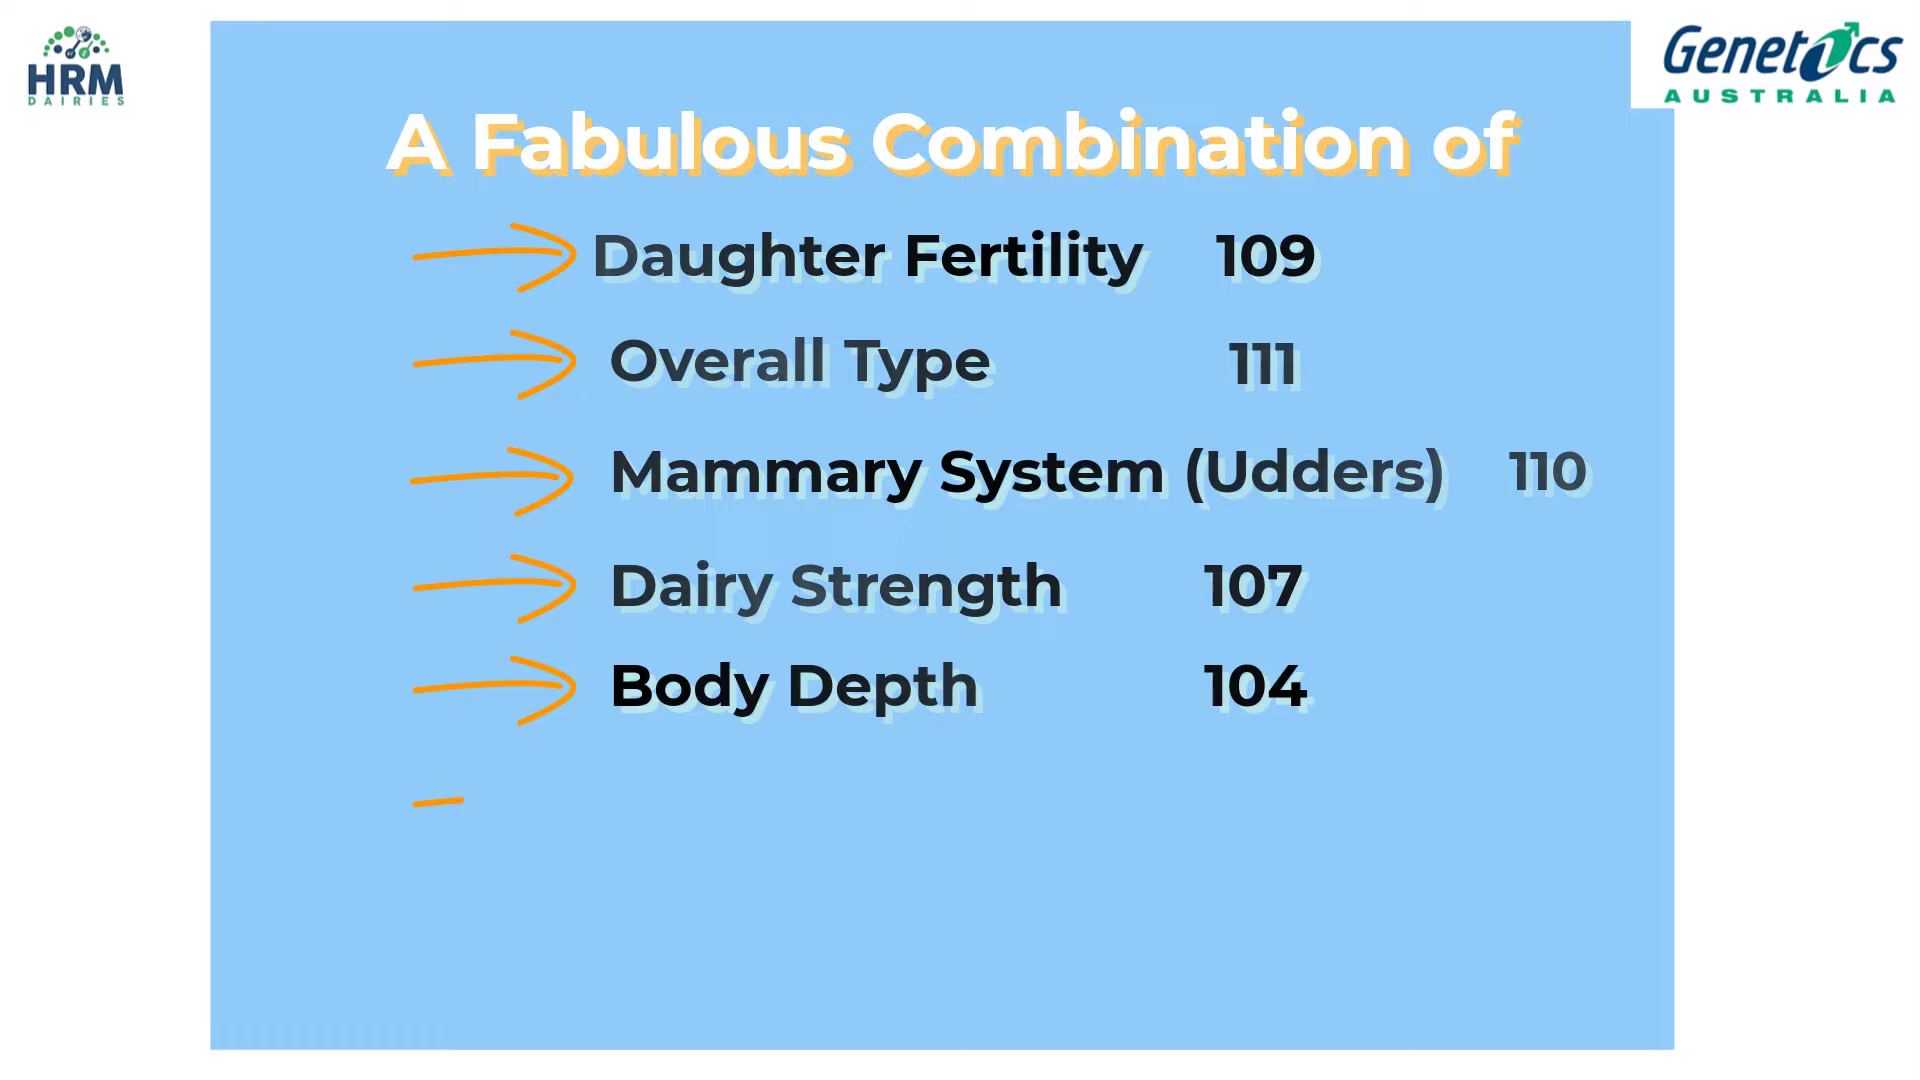 HRM
DAIRIES
Genetics
AUSTRALIA
A Fabulous Combination of
Daughter Fertility 109
Overall Type 111
Mammary System (Udders) 110
Dairy Strength 107
Body Depth 104